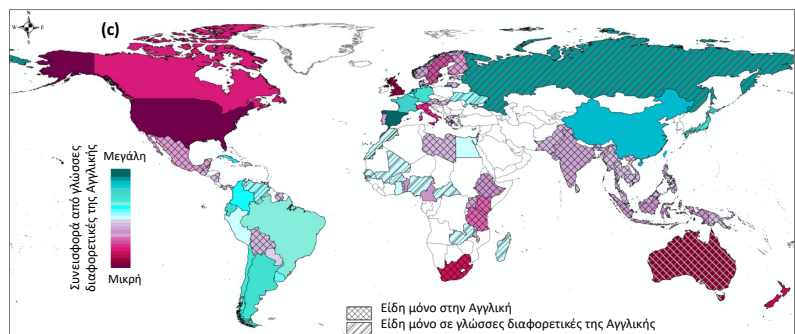 (c)
N
W
E
S
Συνεισφορά από γλώσσες
διαφορετικές της Αγγλικής
Μεγάλη
Μικρή
Είδη μόνο στην Αγγλική
Είδη μόνο σε γλώσσες διαφορετικές της Αγγλικής